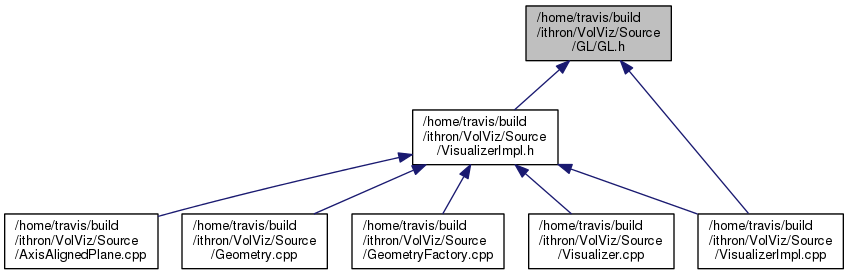 /home/travis/build
/ithron/VolViz/Source
/GL/GL.h
/home/travis/build
/ithron/VolViz/Source
/VisualizerImpl.h
/home/travis/build
/ithron/VolViz/Source
/AxisAlignedPlane.cpp
/home/travis/build
/ithron/VolViz/Source
/Geometry.cpp
/home/travis/build
/ithron/VolViz/Source
/GeometryFactory.cpp
/home/travis/build
/ithron/VolViz/Source
/Visualizer.cpp
/home/travis/build
/ithron/VolViz/Source
/VisualizerImpl.cpp